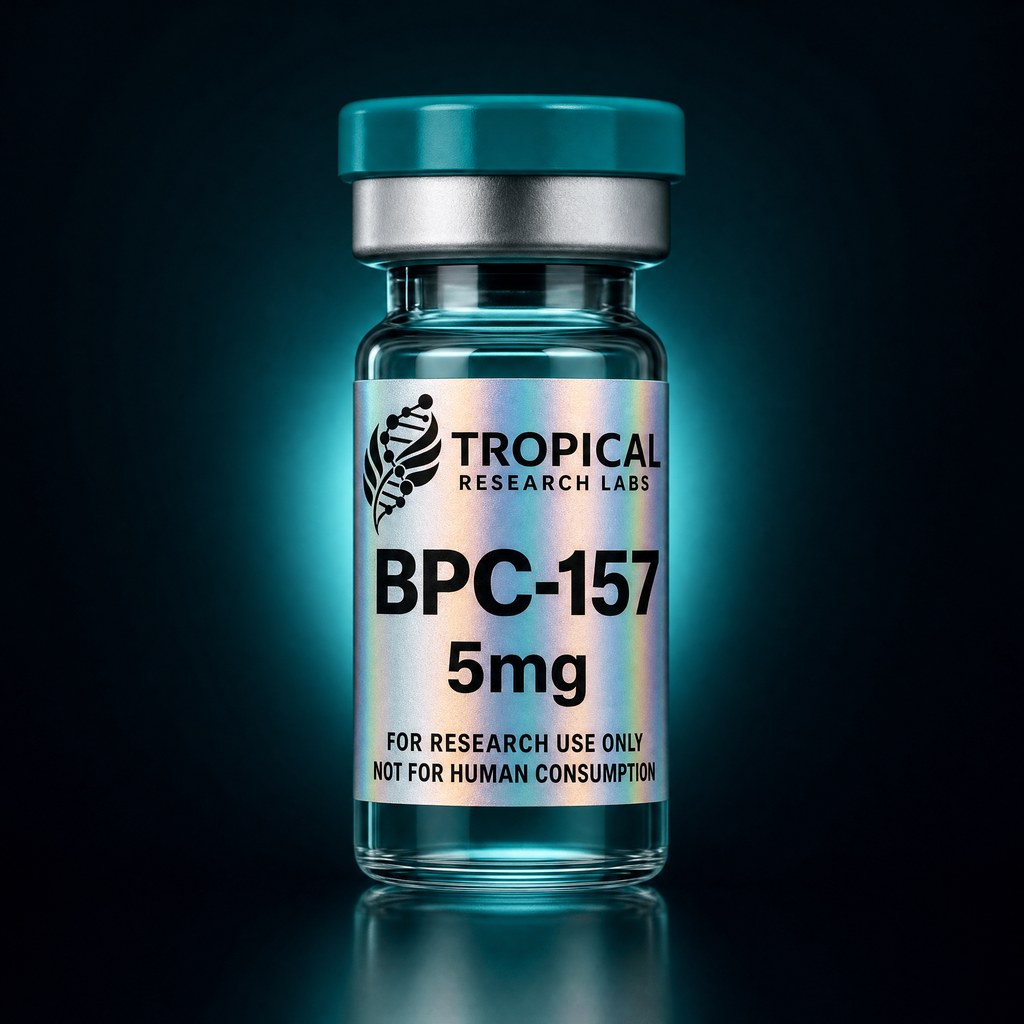 TROPICAL
RESEARCH LABS
BPC-157
5mg
FOR RESEARCH USE ONLY
NOT FOR HUMAN CONSUMPTION